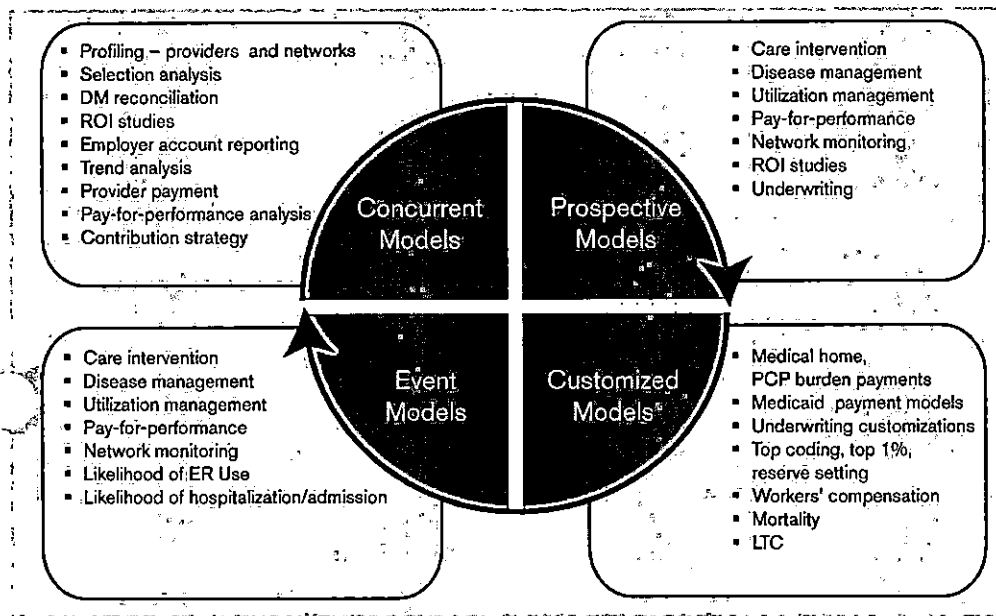 ▪ Profiling – providers and networks
▪ Selection analysis
▪ DM reconciliation
▪ ROI studies
▪ Employer account reporting
▪ Trend analysis
▪ Provider payment
▪ Pay-for-performance analysis
▪ Contribution strategy
▪ Care intervention
▪ Disease management
▪ Utilization management
▪ Pay-for-performance
▪ Network monitoring
▪ ROI studies
▪ Underwriting
Concurrent
Models
Prospective
Models
Event
Models
Customized
Models
▪ Care intervention
▪ Disease management
▪ Utilization management
▪ Pay-for-performance
▪ Network monitoring
▪ Likelihood of ER Use
▪ Likelihood of hospitalization/admission
▪ Medical home,
PCP burden payments
▪ Medicaid payment models
▪ Underwriting customizations
▪ Top coding, top 1%,
reserve setting
▪ Workers' compensation
▪ Mortality
▪ LTC